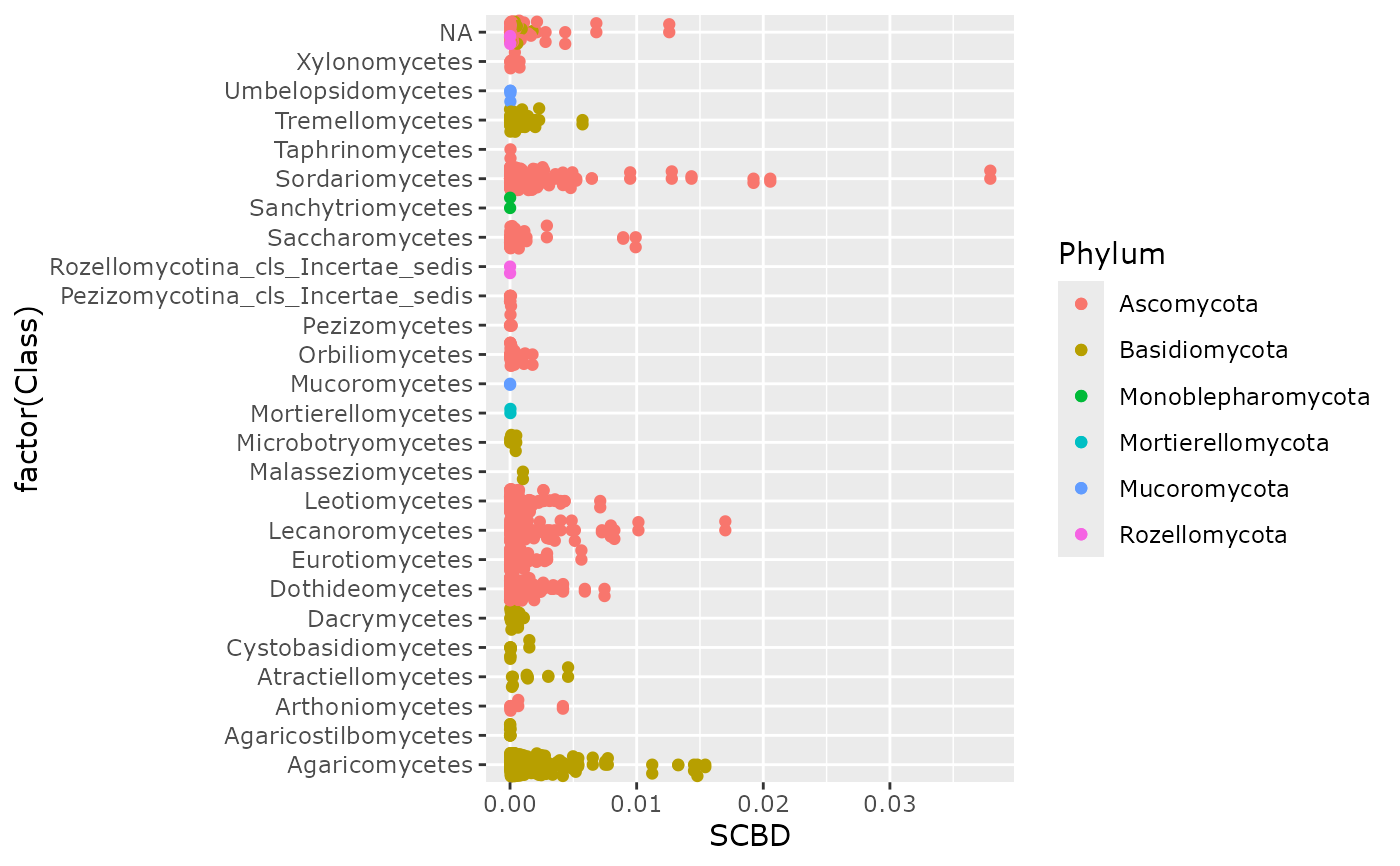 NA
Xylonomycetes
Umbelopsidomycetes
Tremellomycetes
Taphrinomycetes
Sordariomycetes
Sanchytriomycetes
Saccharomycetes
Rozellomycotina_cls_Incertae_sedis
Pezizomycotina_cls_Incertae_sedis
Pezizomycetes
Orbiliomycetes
Mucoromycetes
Mortierellomycetes
Microbotryomycetes
Malasseziomycetes
Leotiomycetes
Lecanoromycetes
Eurotiomycetes
Dothideomycetes
Dacrymycetes
Cystobasidiomycetes
Atractiellomycetes
Arthoniomycetes
Agaricostilbomycetes
Agaricomycetes
factor(Class)
0.00 0.01 0.02 0.03
SCBD
Phylum
Ascomycota
Basidiomycota
Monoblepharomycota
Mortierellomycota
Mucoromycota
Rozellomycota